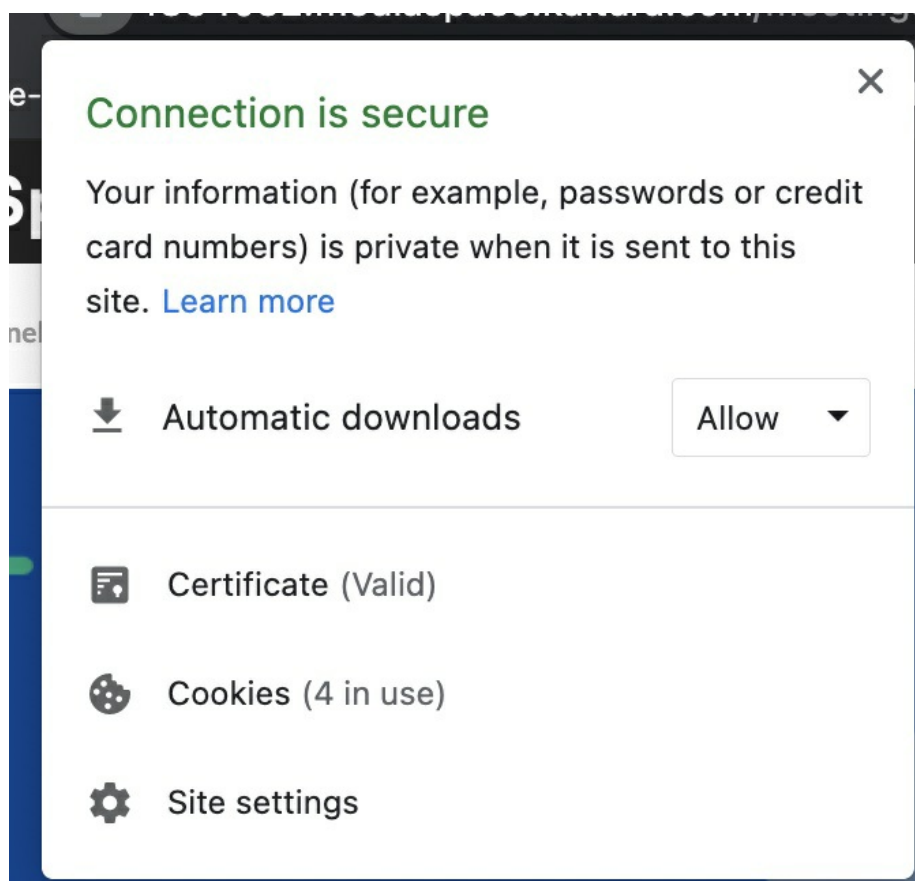 Connection is secure
Your information (for example, passwords or credit
card numbers) is private when it is sent to this
site. Learn more
Automatic downloads
Allow
Certificate (Valid)
Cookies (4 in use)
Site settings